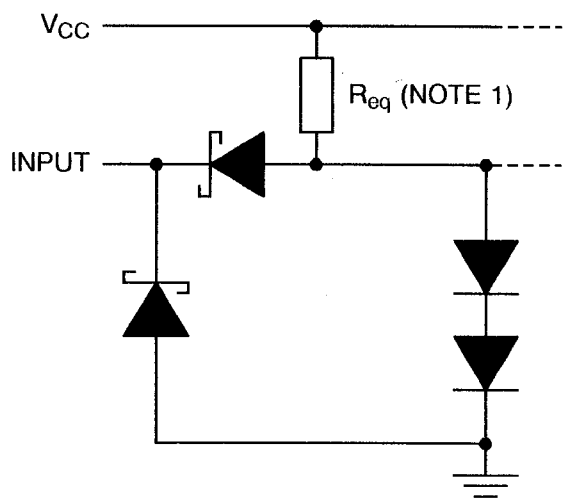 VCC
Req (NOTE 1)
INPUT